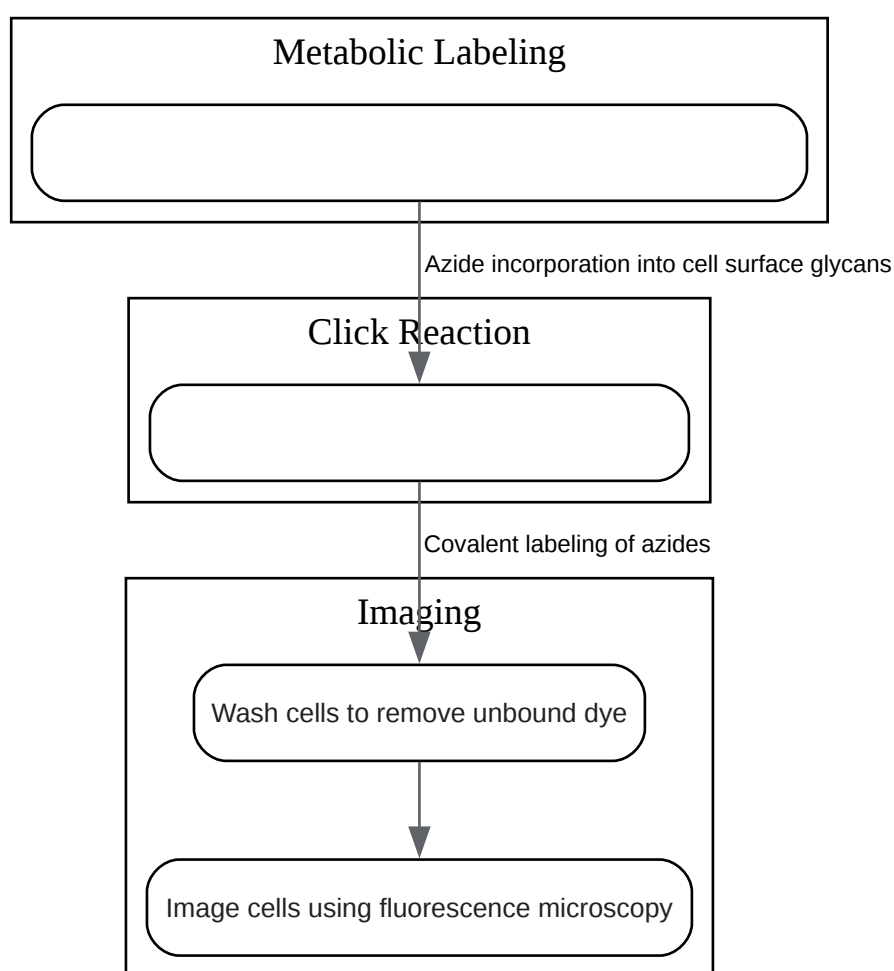 Metabolic Labeling
Azide incorporation into cell surface glycans
Click Reaction
Covalent labeling of azides
Imaging
Wash cells to remove unbound dye
Image cells using fluorescence microscopy